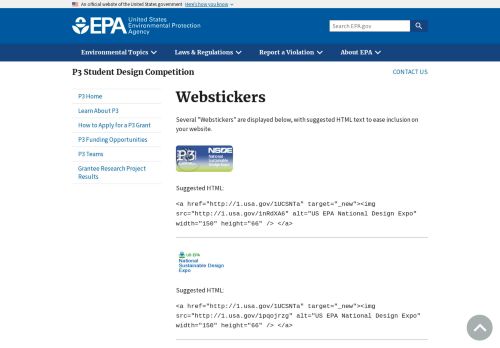 An official website of the United States government Here's how you know
EPA United States
Environmental Protection
Agency
Search EPA.gov
Environmental Topics Laws & Regulations Report a Violation About EPA
P3 Student Design Competition CONTACT US
P3 Home
Learn About P3
How to Apply for a P3 Grant
P3 Funding Opportunities
P3 Teams
Grantee Research Project
Results
Webstickers
Several "Webstickers" are displayed below, with suggested HTML text to ease inclusion on
your website.
P3 NSDE
National
Sustainable
Design Expo
Suggested HTML:
<a href="http://1.usa.gov/1UCSNTa" target="_new"><img
src="http://1.usa.gov/1nRdXA6" alt="US EPA National Design Expo"
width="150" height="66" /> </a>
US EPA
National
Sustainable Design
Expo
Suggested HTML:
<a href="http://1.usa.gov/1UCSNTa" target="_new"><img
src="http://1.usa.gov/1pqojrzg" alt="US EPA National Design Expo"
width="150" height="66" /> </a>